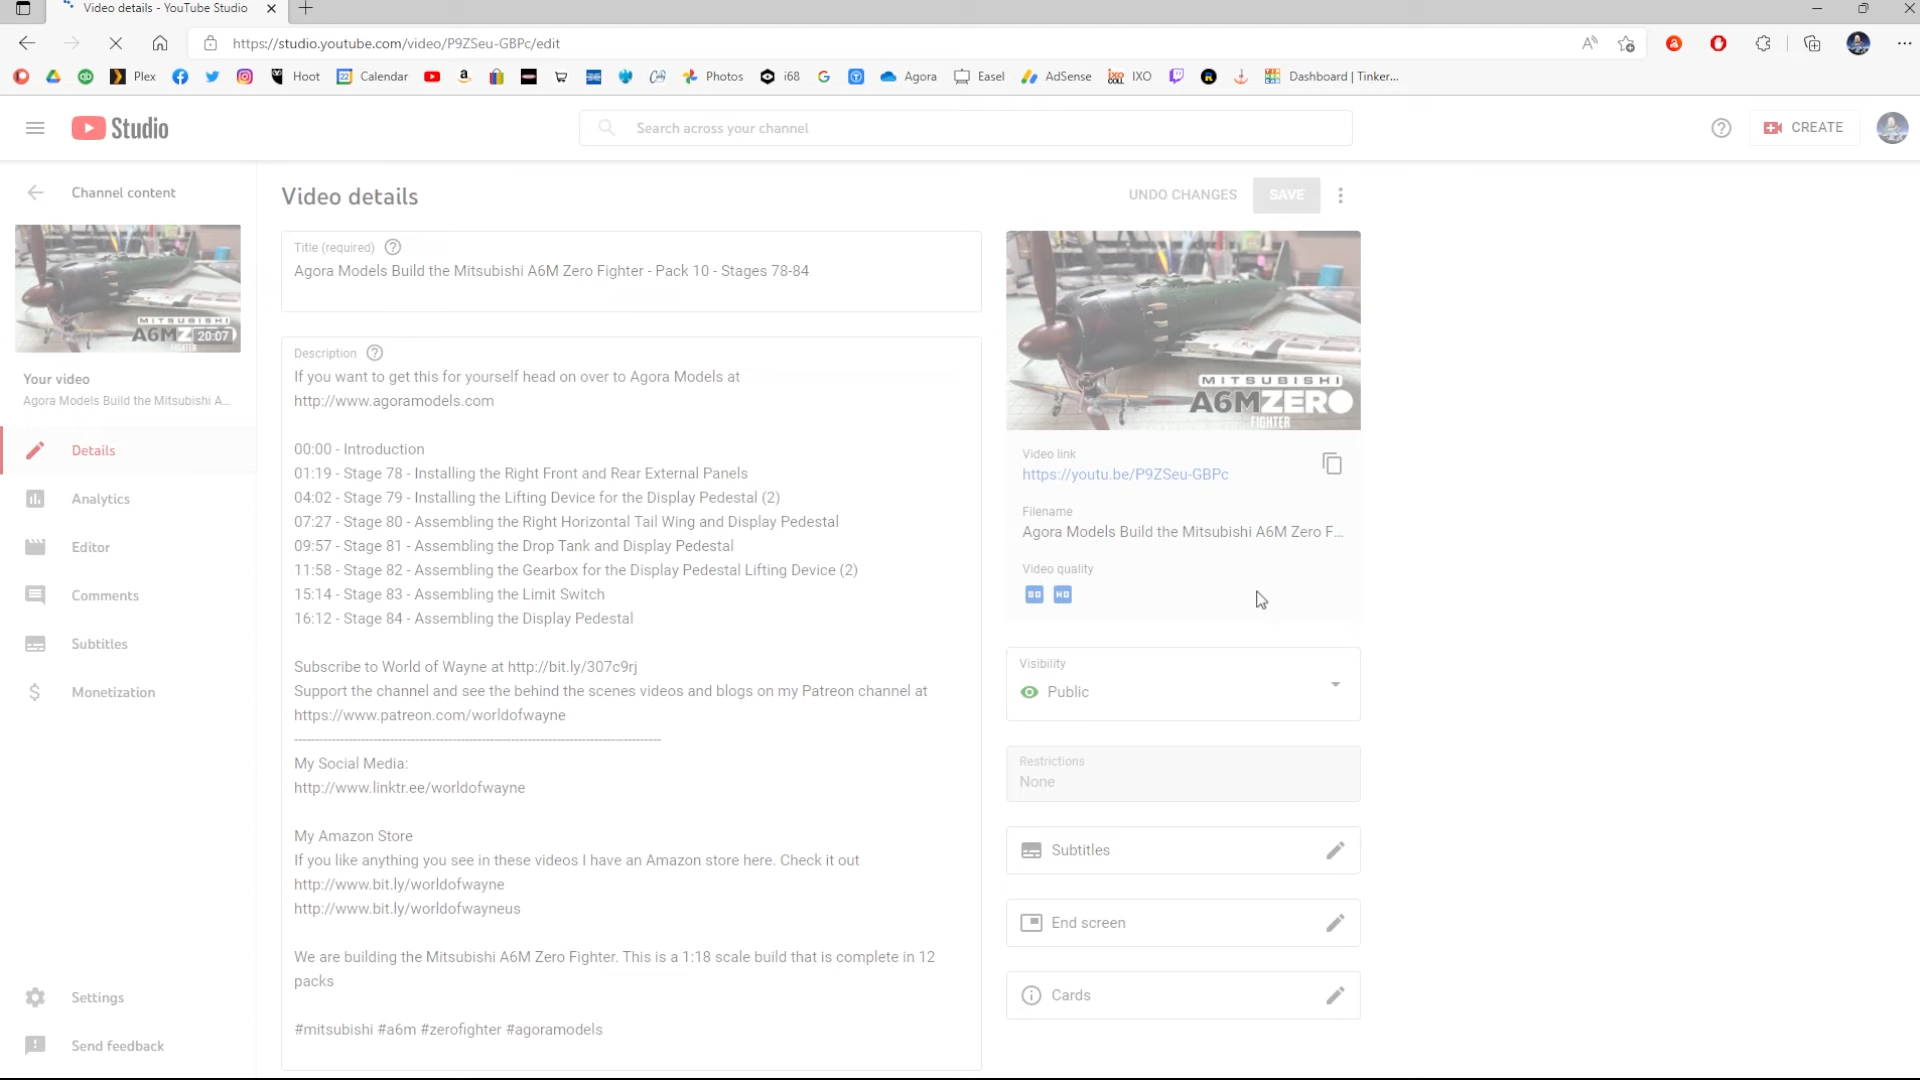 Video details - YouTube Studio
https://studio.youtube.com/video/P9ZSeu-GBPc/edit
Plex
Hoot
Calendar
Photos
i68
Agora
Easel
AdSense
IXO
Dashboard | Tinker...
Studio
Search across your channel
CREATE
Channel content
MITSUBISHI
20:07
Your video
Agora Models Build the Mitsubishi A...
Details
Analytics
Editor
Comments
Subtitles
Monetization
Settings
Send feedback
Video details
UNDO CHANGES
SAVE
Title (required)
Agora Models Build the Mitsubishi A6M Zero Fighter - Pack 10 - Stages 78-84
Description
If you want to get this for yourself head on over to Agora Models at
http://www.agoramodels.com
00:00 - Introduction
01:19 - Stage 78 - Installing the Right Front and Rear External Panels
04:02 - Stage 79 - Installing the Lifting Device for the Display Pedestal (2)
07:27 - Stage 80 - Assembling the Right Horizontal Tail Wing and Display Pedestal
09:57 - Stage 81 - Assembling the Drop Tank and Display Pedestal
11:58 - Stage 82 - Assembling the Gearbox for the Display Pedestal Lifting Device (2)
15:14 - Stage 83 - Assembling the Limit Switch
16:12 - Stage 84 - Assembling the Display Pedestal
Subscribe to World of Wayne at http://bit.ly/307c9rj
Support the channel and see the behind the scenes videos and blogs on my Patreon channel at
https://www.patreon.com/worldofwayne
--------------------------------------------------------------------------------
My Social Media:
http://www.linktr.ee/worldofwayne
My Amazon Store
If you like anything you see in these videos I have an Amazon store here. Check it out
http://www.bit.ly/worldofwayne
http://www.bit.ly/worldofwayneus
We are building the Mitsubishi A6M Zero Fighter. This is a 1:18 scale build that is complete in 12
packs
#mitsubishi #a6m #zerofighter #agoramodels
MITSUBISHI
A6MZERO
FIGHTER
Video link
https://youtu.be/P9ZSeu-GBPc
Filename
Agora Models Build the Mitsubishi A6M Zero F...
Video quality
SD HD
Visibility
Public
Restrictions
None
Subtitles
End screen
Cards